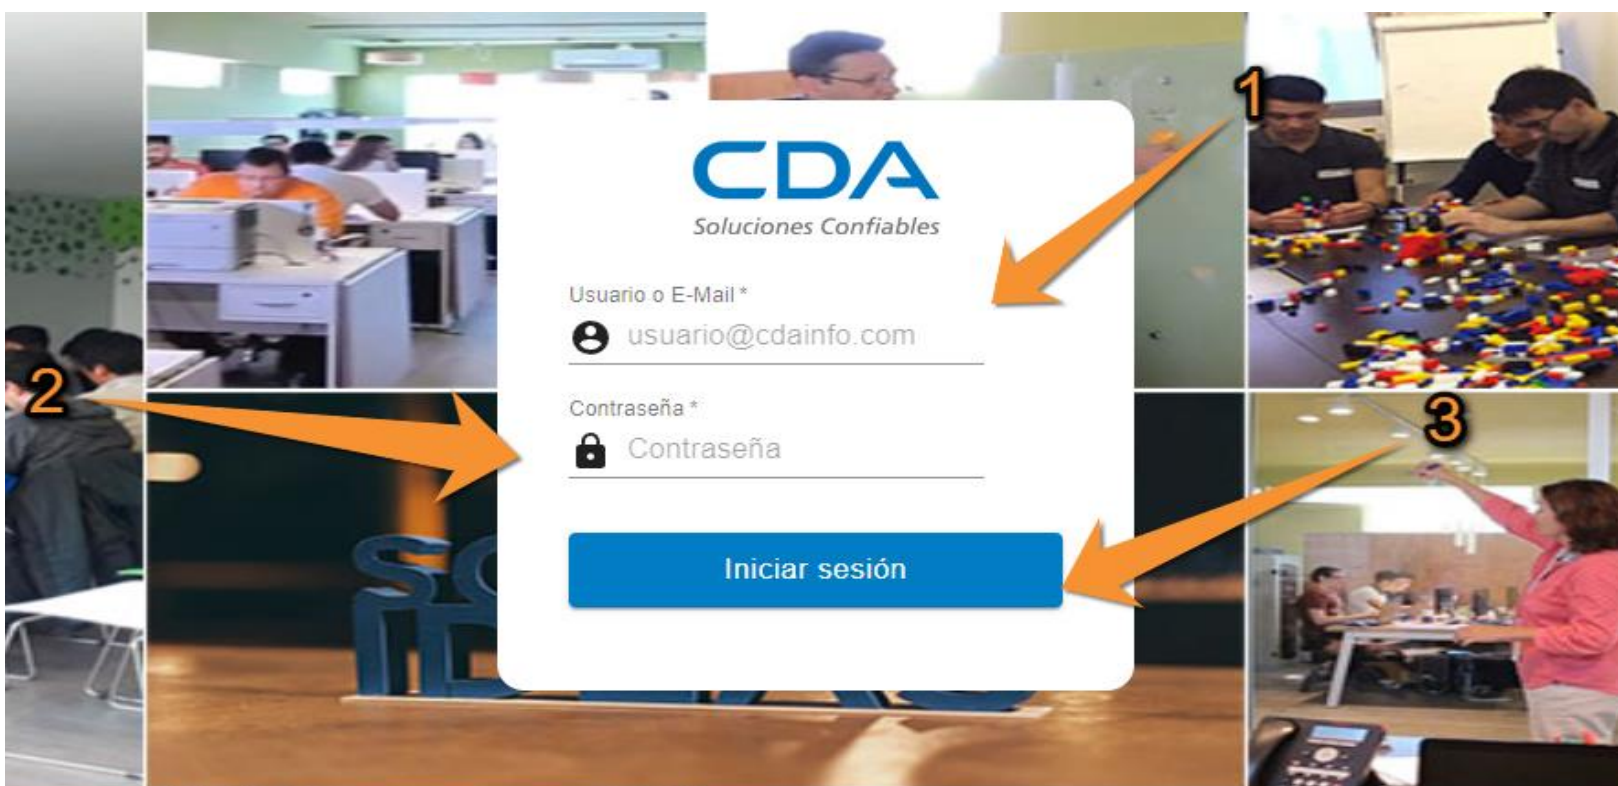 1
CDA
Soluciones Confiables
Usuario o E-Mail *
usuario@cdainfo.com
2
Contraseña *
Contraseña
3
Iniciar sesión